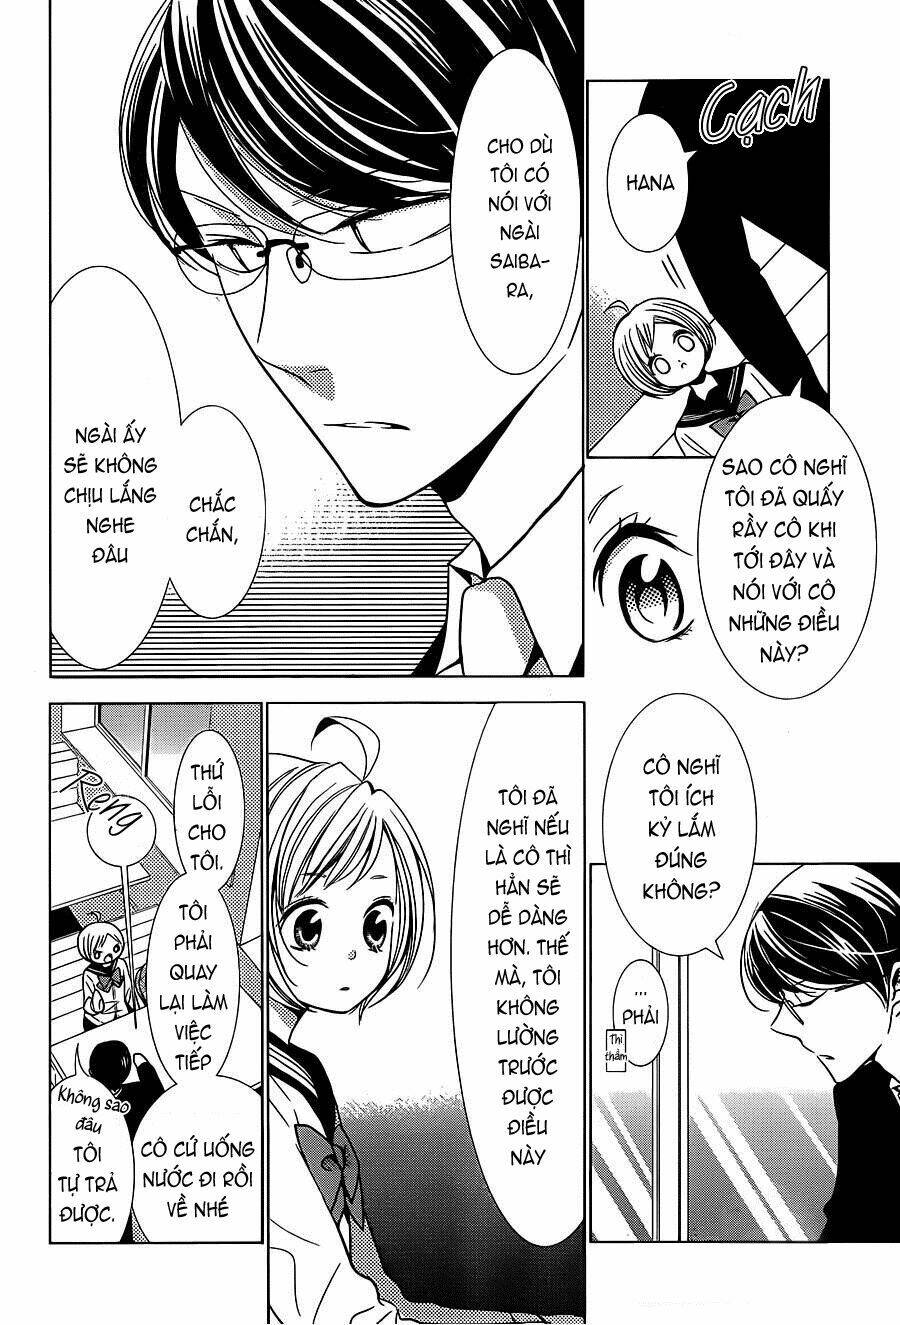 Cạch
HANA
SAO CÔ NGHĨ
TÔI ĐÃ QUẤY
RẦY CÔ KHI
TỚI ĐÂY VÀ
NÓI VỚI CÔ
NHỮNG ĐIỀU
NÀY?
CHO DÙ
TÔI CÓ
NÓI VỚI
NGÀI
SAIBA-
RA,
CHẮC
CHẮN,
NGÀI ẤY
SẼ KHÔNG
CHỊU LẮNG
NGHE
ĐÂU
CÔ NGHĨ
TÔI ÍCH
KỶ LẮM
ĐÚNG
KHÔNG?
...
PHẢI
Thì
thầm
TÔI ĐÃ
NGHĨ NẾU
LÀ CÔ THÌ
HẲN SẼ
DỄ DÀNG
HƠN. THẾ
MÀ, TÔI
KHÔNG
LƯỜNG
TRƯỚC
ĐƯỢC
ĐIỀU
NÀY
THỨ
LỖI
CHO
TÔI.
TÔI
PHẢI
QUAY
LẠI LÀM
VIỆC
TIẾP
Reng
CÔ CỨ UỐNG
NƯỚC ĐI RỒI
VỀ NHÉ
Không sao
đâu
TÔI
TỰ TRẢ
ĐƯỢC.